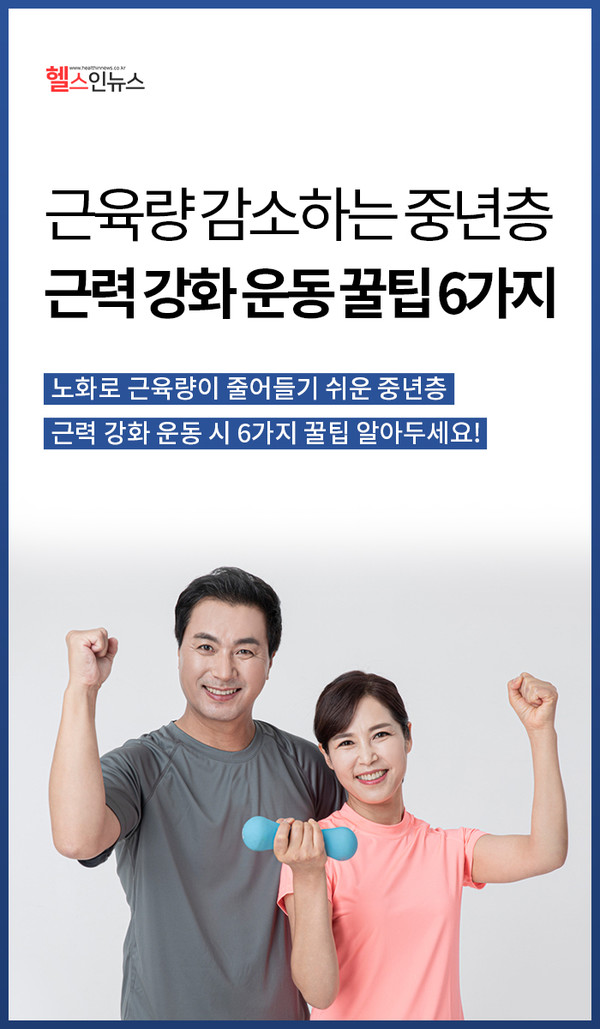 www.healthinnews.co.kr
헬스인뉴스
근육량 감소하는 중년층
근력 강화 운동 꿀팁 6가지
노화로 근육량이 줄어들기 쉬운 중년층
근력 강화 운동 시 6가지 꿀팁 알아두세요!